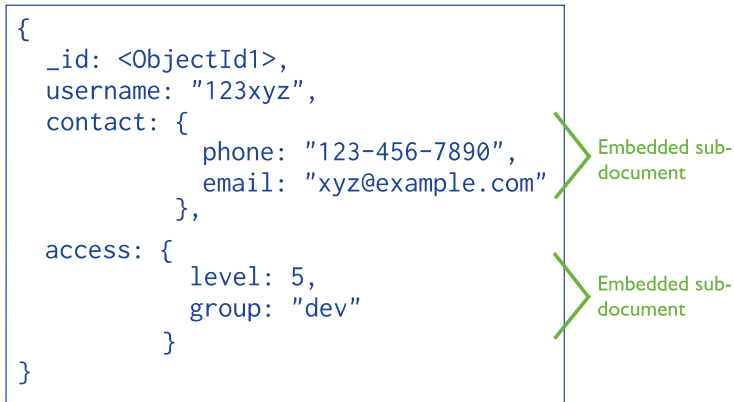 {
_id: <ObjectId1>,
username: "123xyz",
contact: {
phone: "123-456-7890",
email: "xyz@example.com"
},
access: {
level: 5,
group: "dev"
}
}
Embedded sub-
document
Embedded sub-
document